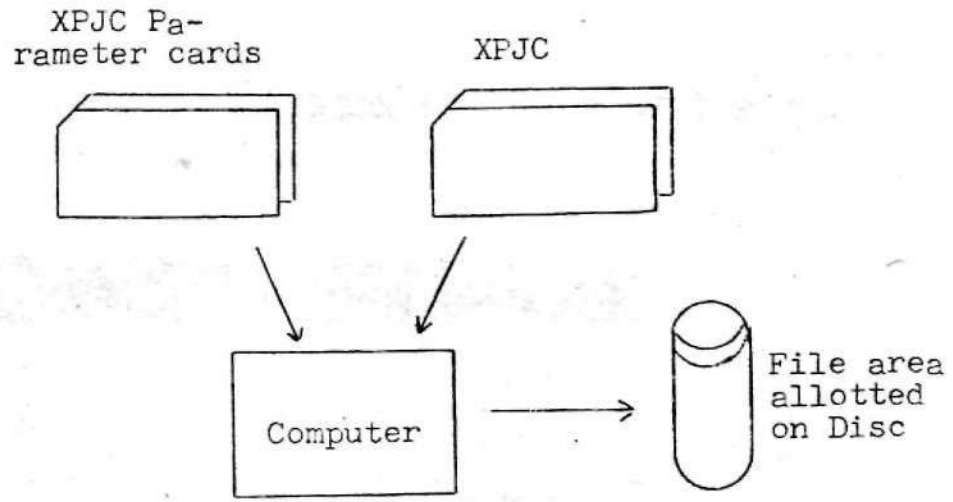 XPJC Pa-
rameter cards
XPJC
Computer
File area
allotted
on Disc